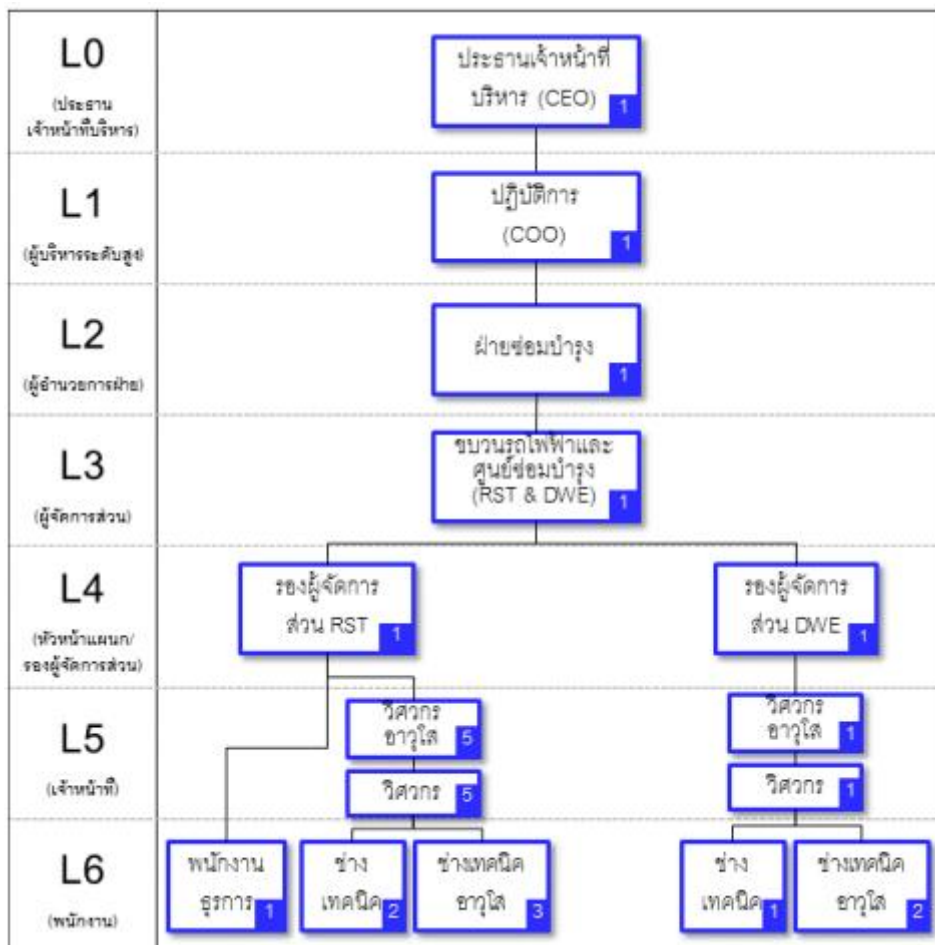 L0
(ประธาน
เจ้าหน้าที่บริหาร)
ประธานเจ้าหน้าที่
บริหาร (CEO)
1
L1
(ผู้บริหารระดับสูง)
ปฏิบัติการ
(COO)
1
L2
(ผู้อำนวยการฝ่าย)
ฝ่ายซ่อมบำรุง
1
L3
(ผู้จัดการส่วน)
ขบวนรถไฟฟ้าและ
ศูนย์ซ่อมบำรุง
(RST & DWE)
1
L4
(หัวหน้าแผนก/
รองผู้จัดการส่วน)
รองผู้จัดการ
ส่วน RST
1
รองผู้จัดการ
ส่วน DWE
1
L5
(เจ้าหน้าที่)
วิศวกร
อาวุโส
5
วิศวกร
5
วิศวกร
อาวุโส
1
วิศวกร
1
L6
(พนักงาน)
พนักงาน
ธุรการ
1
ช่าง
เทคนิค
2
ช่างเทคนิค
อาวุโส
3
ช่าง
เทคนิค
1
ช่างเทคนิค
อาวุโส
2